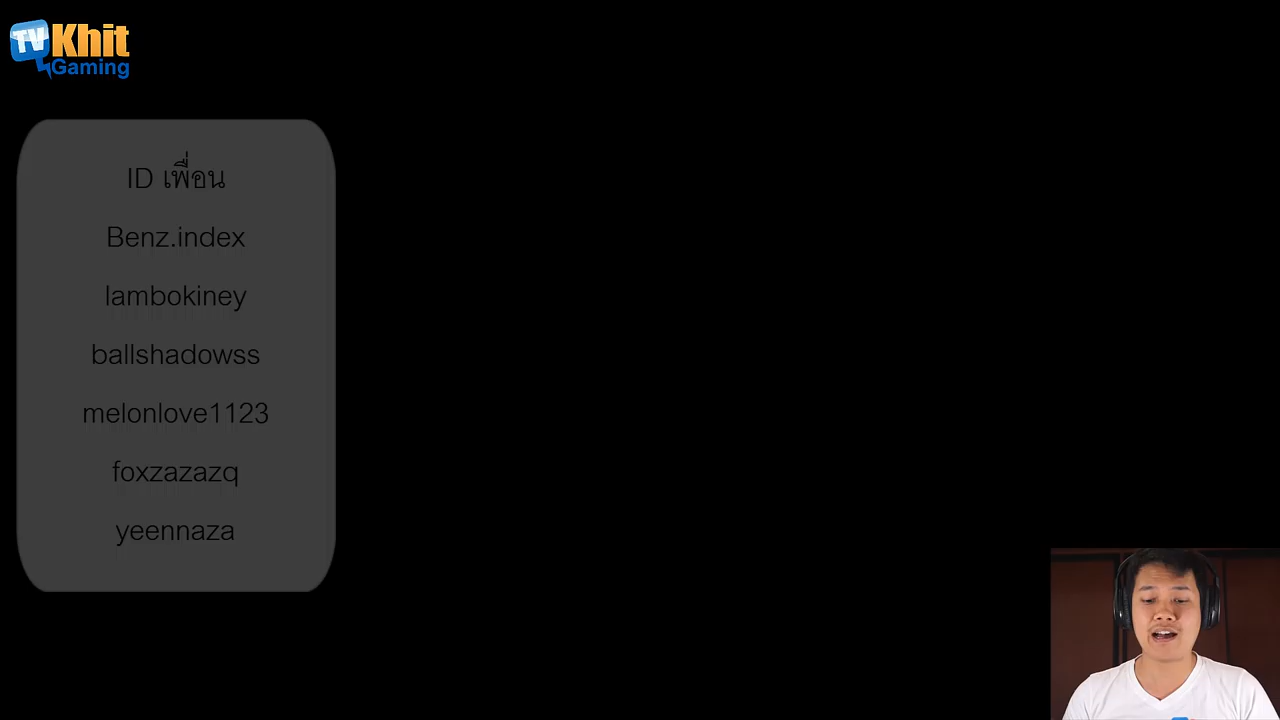 TV Khit
Gaming
ID เพื่อน
Benz.index
lambokiney
ballshadowss
melonlove1123
foxzazazq
yeennaza